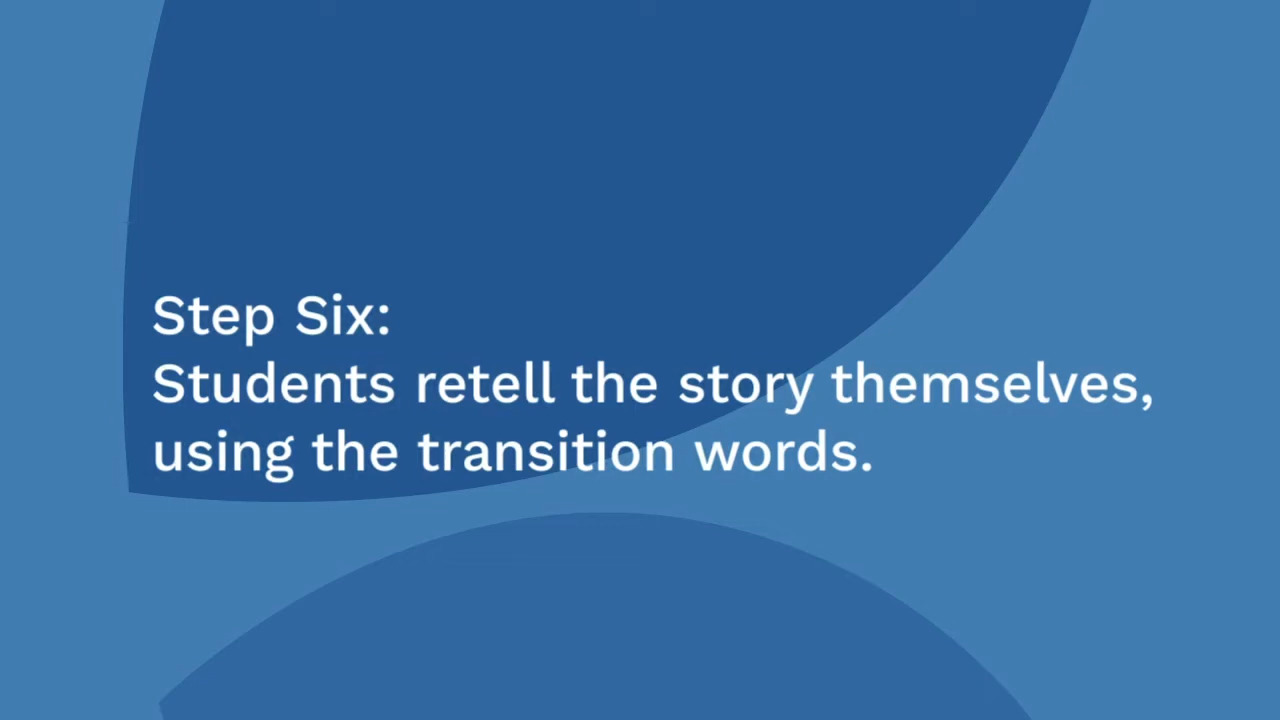 Step Six:
Students retell the story themselves,
using the transition words.